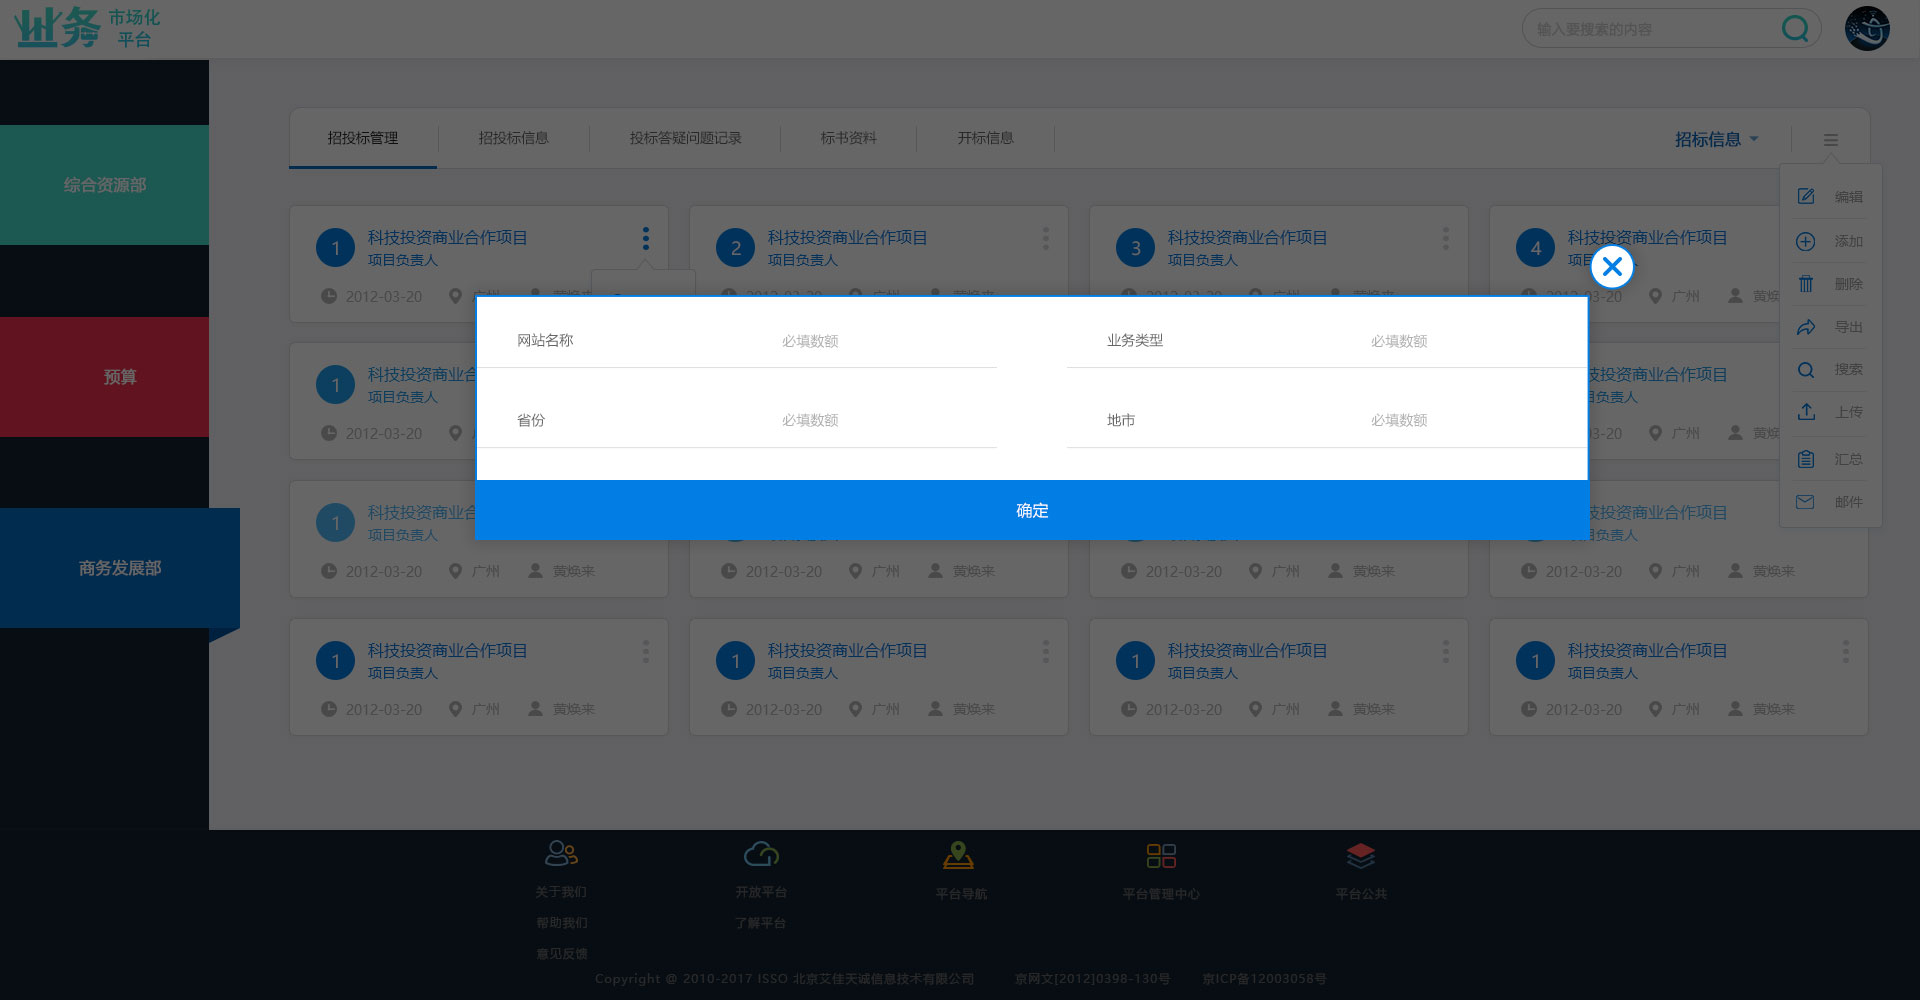 业务 市场化
平台
输入要搜索的内容
招投标管理 招投标信息 投标答疑问题记录 标书资料 开标信息 招标信息
综合资源部
预算
商务发展部
编辑
添加
删除
导出
搜索
上传
汇总
邮件
1 科技投资商业合作项目 2 科技投资商业合作项目 3 科技投资商业合作项目 4 科技投资商业合作项目
项目负责人 项目负责人 项目负责人
2012-03-20 广州 黄焕
网站名称 必填数额 业务类型 必填数额
省份 必填数额 地市 必填数额
确定
1 科技投资商业合 技投资商业合作项目
项目负责人 目负责人
2012-03-20 广州 黄焕
1 科技投资商业合 技投资商业合作项目
项目负责人 目负责人
2012-03-20 广州 黄焕来 2012-03-20 广州 黄焕来 2012-03-20 广州 黄焕来 2012-03-20 广州 黄焕来
1 科技投资商业合作项目 1 科技投资商业合作项目 1 科技投资商业合作项目 1 科技投资商业合作项目
项目负责人 项目负责人 项目负责人 项目负责人
2012-03-20 广州 黄焕来 2012-03-20 广州 黄焕来 2012-03-20 广州 黄焕来 2012-03-20 广州 黄焕来
关于我们 开放平台 平台导航 平台管理中心 平台公共
帮助我们 了解平台
意见反馈
Copyright @ 2010-2017 ISSO 北京艾佳天诚信息技术有限公司 京网文[2012]0398-130号 京ICP备12003058号